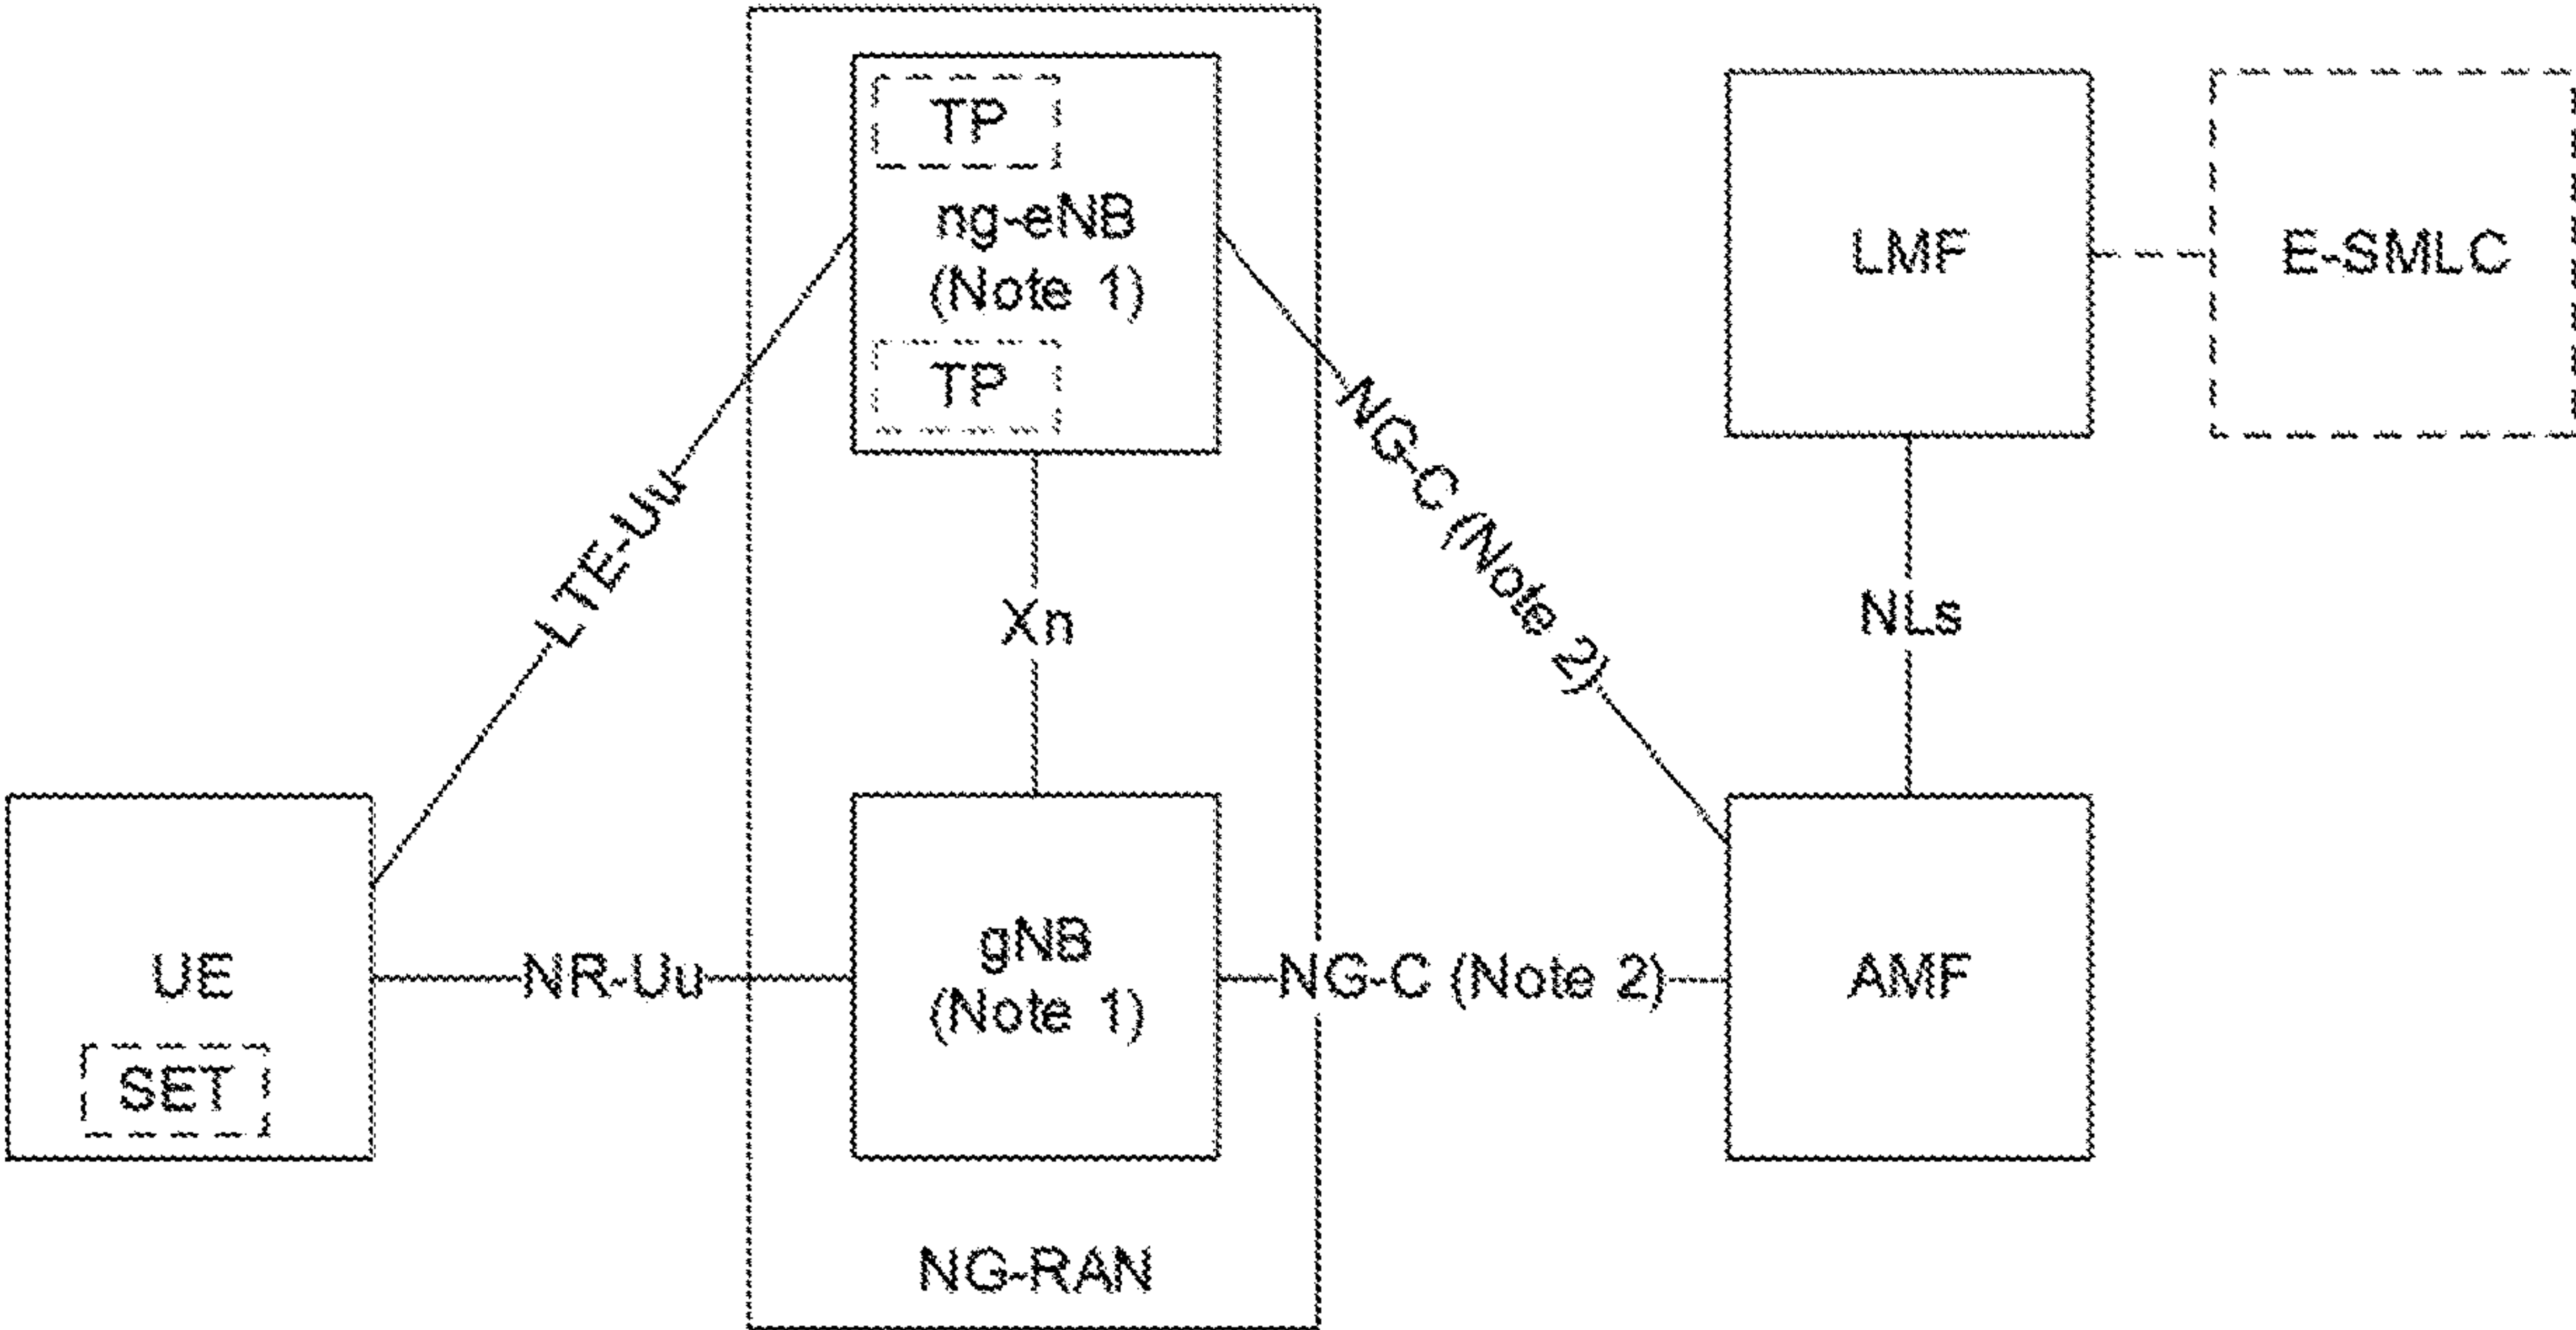 TP
ng-eNB
(Note 1)
TP
LMF
E-SMLC
LTE-Uu
Xn
NG-C (Note 2)
NLs
UE
SET
NR-Uu
gNB
(Note 1)
NG-C (Note 2)
AMF
NG-RAN